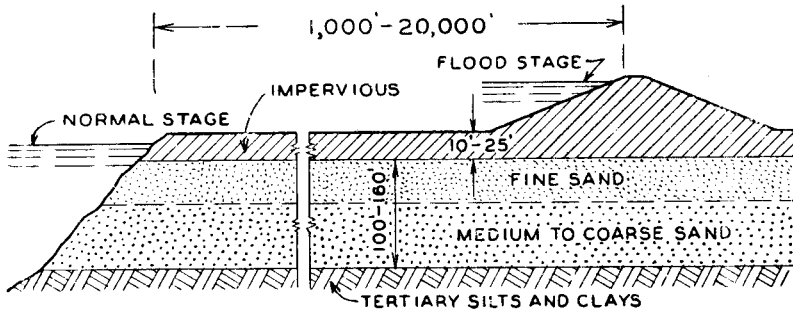 1,000'-20,000'
FLOOD STAGE
IMPERVIOUS
NORMAL STAGE
10'-25'
FINE SAND
100-160'
MEDIUM TO COARSE SAND
TERTIARY SILTS AND CLAYS